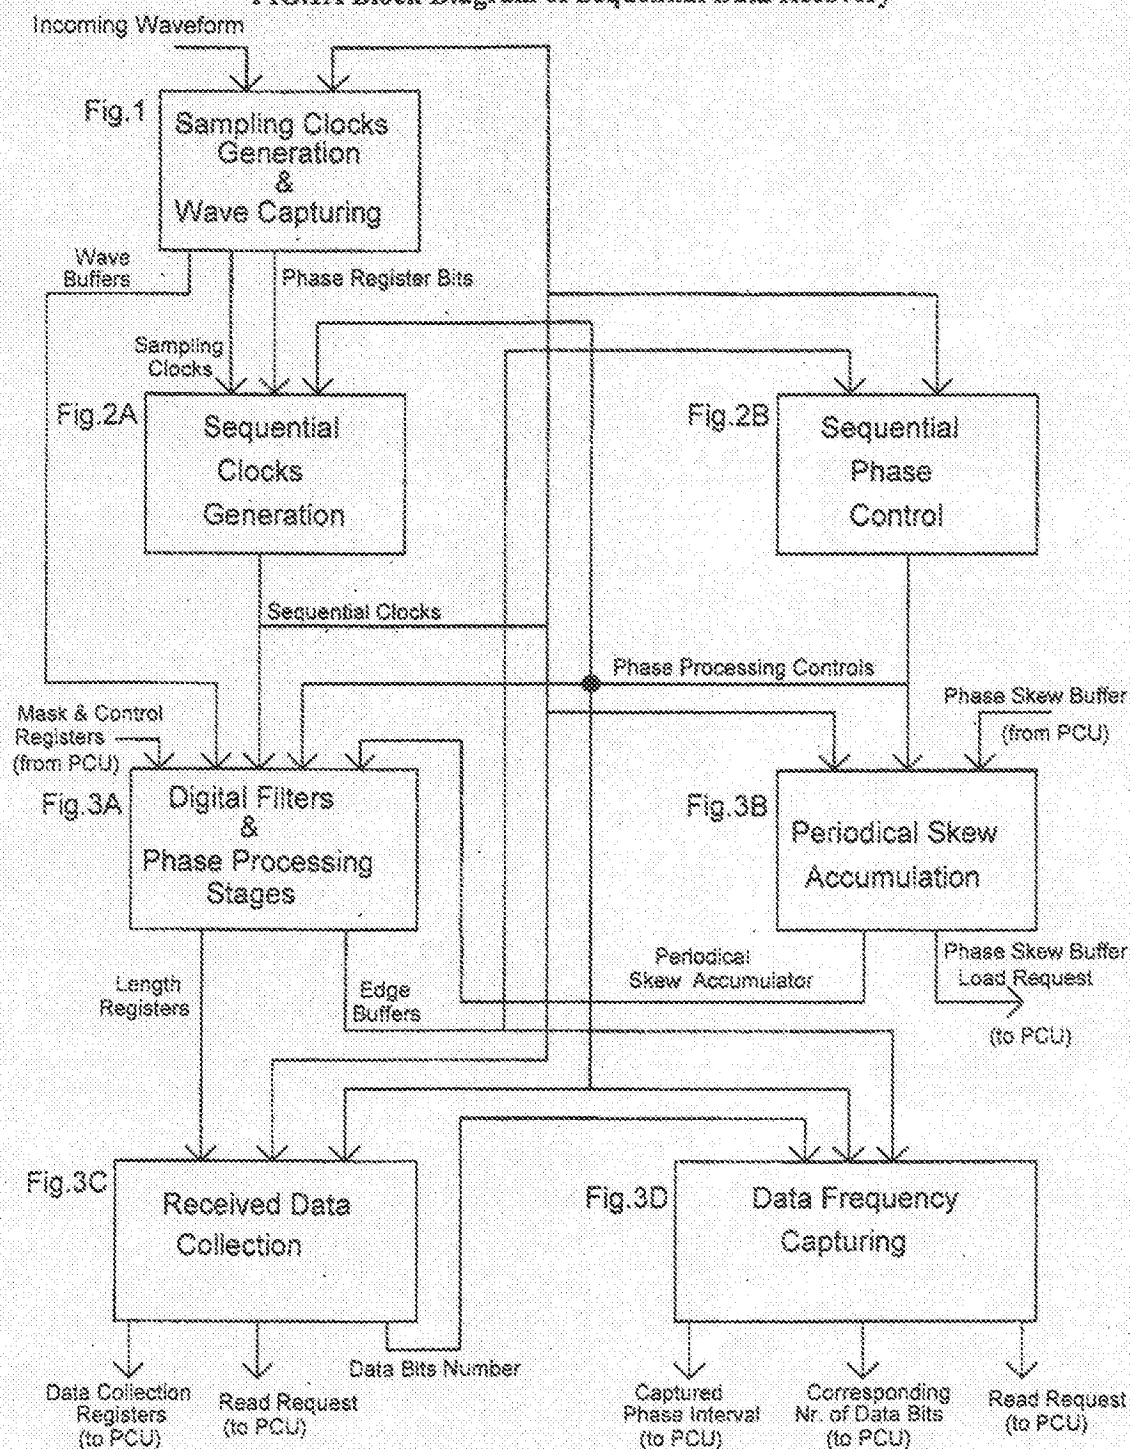 Incoming Waveform
Fig.1
Sampling Clocks
Generation
&
Wave Capturing
Wave
Buffers
Phase Register Bits
Sampling
Clocks
Fig.2A
Sequential
Clocks
Generation
Fig.2B
Sequential
Phase
Control
Sequential Clocks
Phase Processing Controls
Mask & Control
Registers
(from PCU)
Phase Skew Buffer
(from PCU)
Fig.3A
Digital Filters
&
Phase Processing
Stages
Fig.3B
Periodical Skew
Accumulation
Length
Registers
Edge
Buffers
Periodical
Skew Accumulator
Phase Skew Buffer
Load Request
(to PCU)
Fig.3C
Received Data
Collection
Fig.3D
Data Frequency
Capturing
Data Bits Number
Data Collection
Registers
(to PCU)
Read Request
(to PCU)
Captured
Phase Interval
(to PCU)
Corresponding
Nr. of Data Bits
(to PCU)
Read Request
(to PCU)